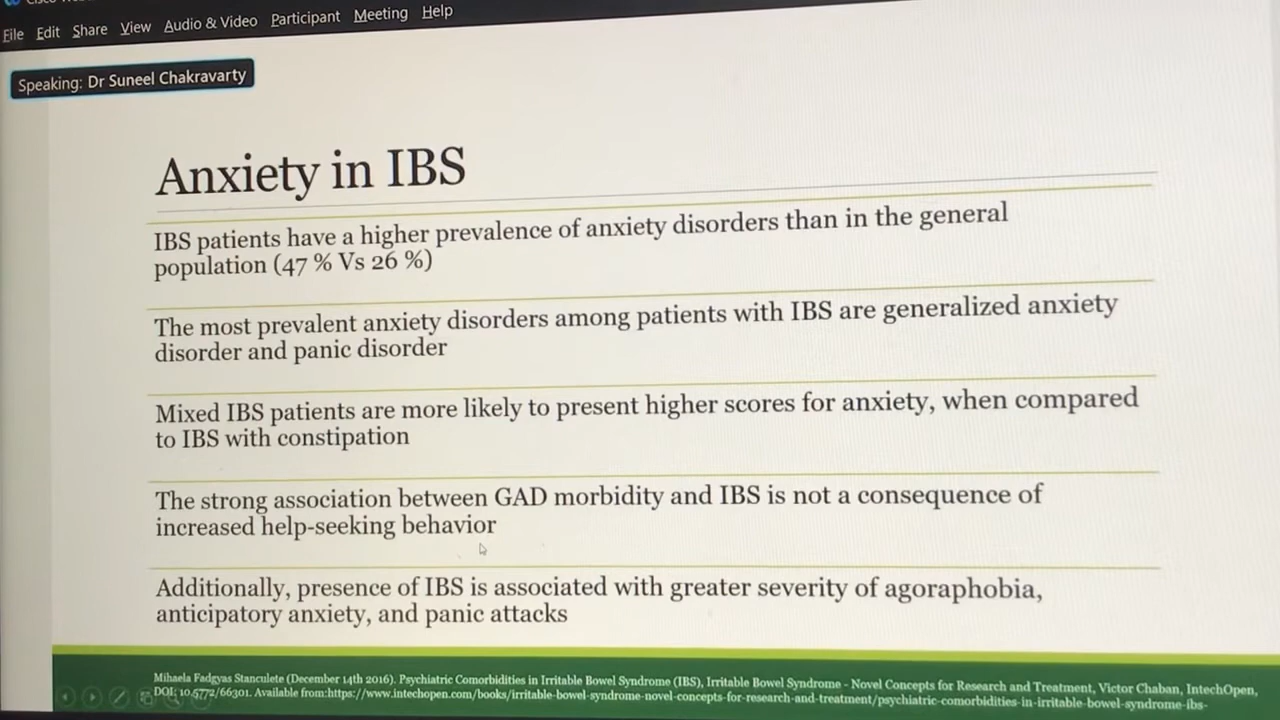 File Edit Share View Audio & Video Participant Meeting Help
Speaking: Dr Suneel Chakravarty
Anxiety in IBS
IBS patients have a higher prevalence of anxiety disorders than in the general
population (47 % Vs 26 %)
The most prevalent anxiety disorders among patients with IBS are generalized anxiety
disorder and panic disorder
Mixed IBS patients are more likely to present higher scores for anxiety, when compared
to IBS with constipation
The strong association between GAD morbidity and IBS is not a consequence of
increased help-seeking behavior
Additionally, presence of IBS is associated with greater severity of agoraphobia,
anticipatory anxiety, and panic attacks
Mihaela Fadgyas Stanculete (December 14th 2016). Psychiatric Comorbidities in Irritable Bowel Syndrome (IBS), Irritable Bowel Syndrome - Novel Concepts for Research and Treatment, Victor Chaban, IntechOpen,
DOI: 10.5772/66301. Available from:https://www.intechopen.com/books/irritable-bowel-syndrome-novel-concepts-for-research-and-treatment/psychiatric-comorbidities-in-irritable-bowel-syndrome-ibs-